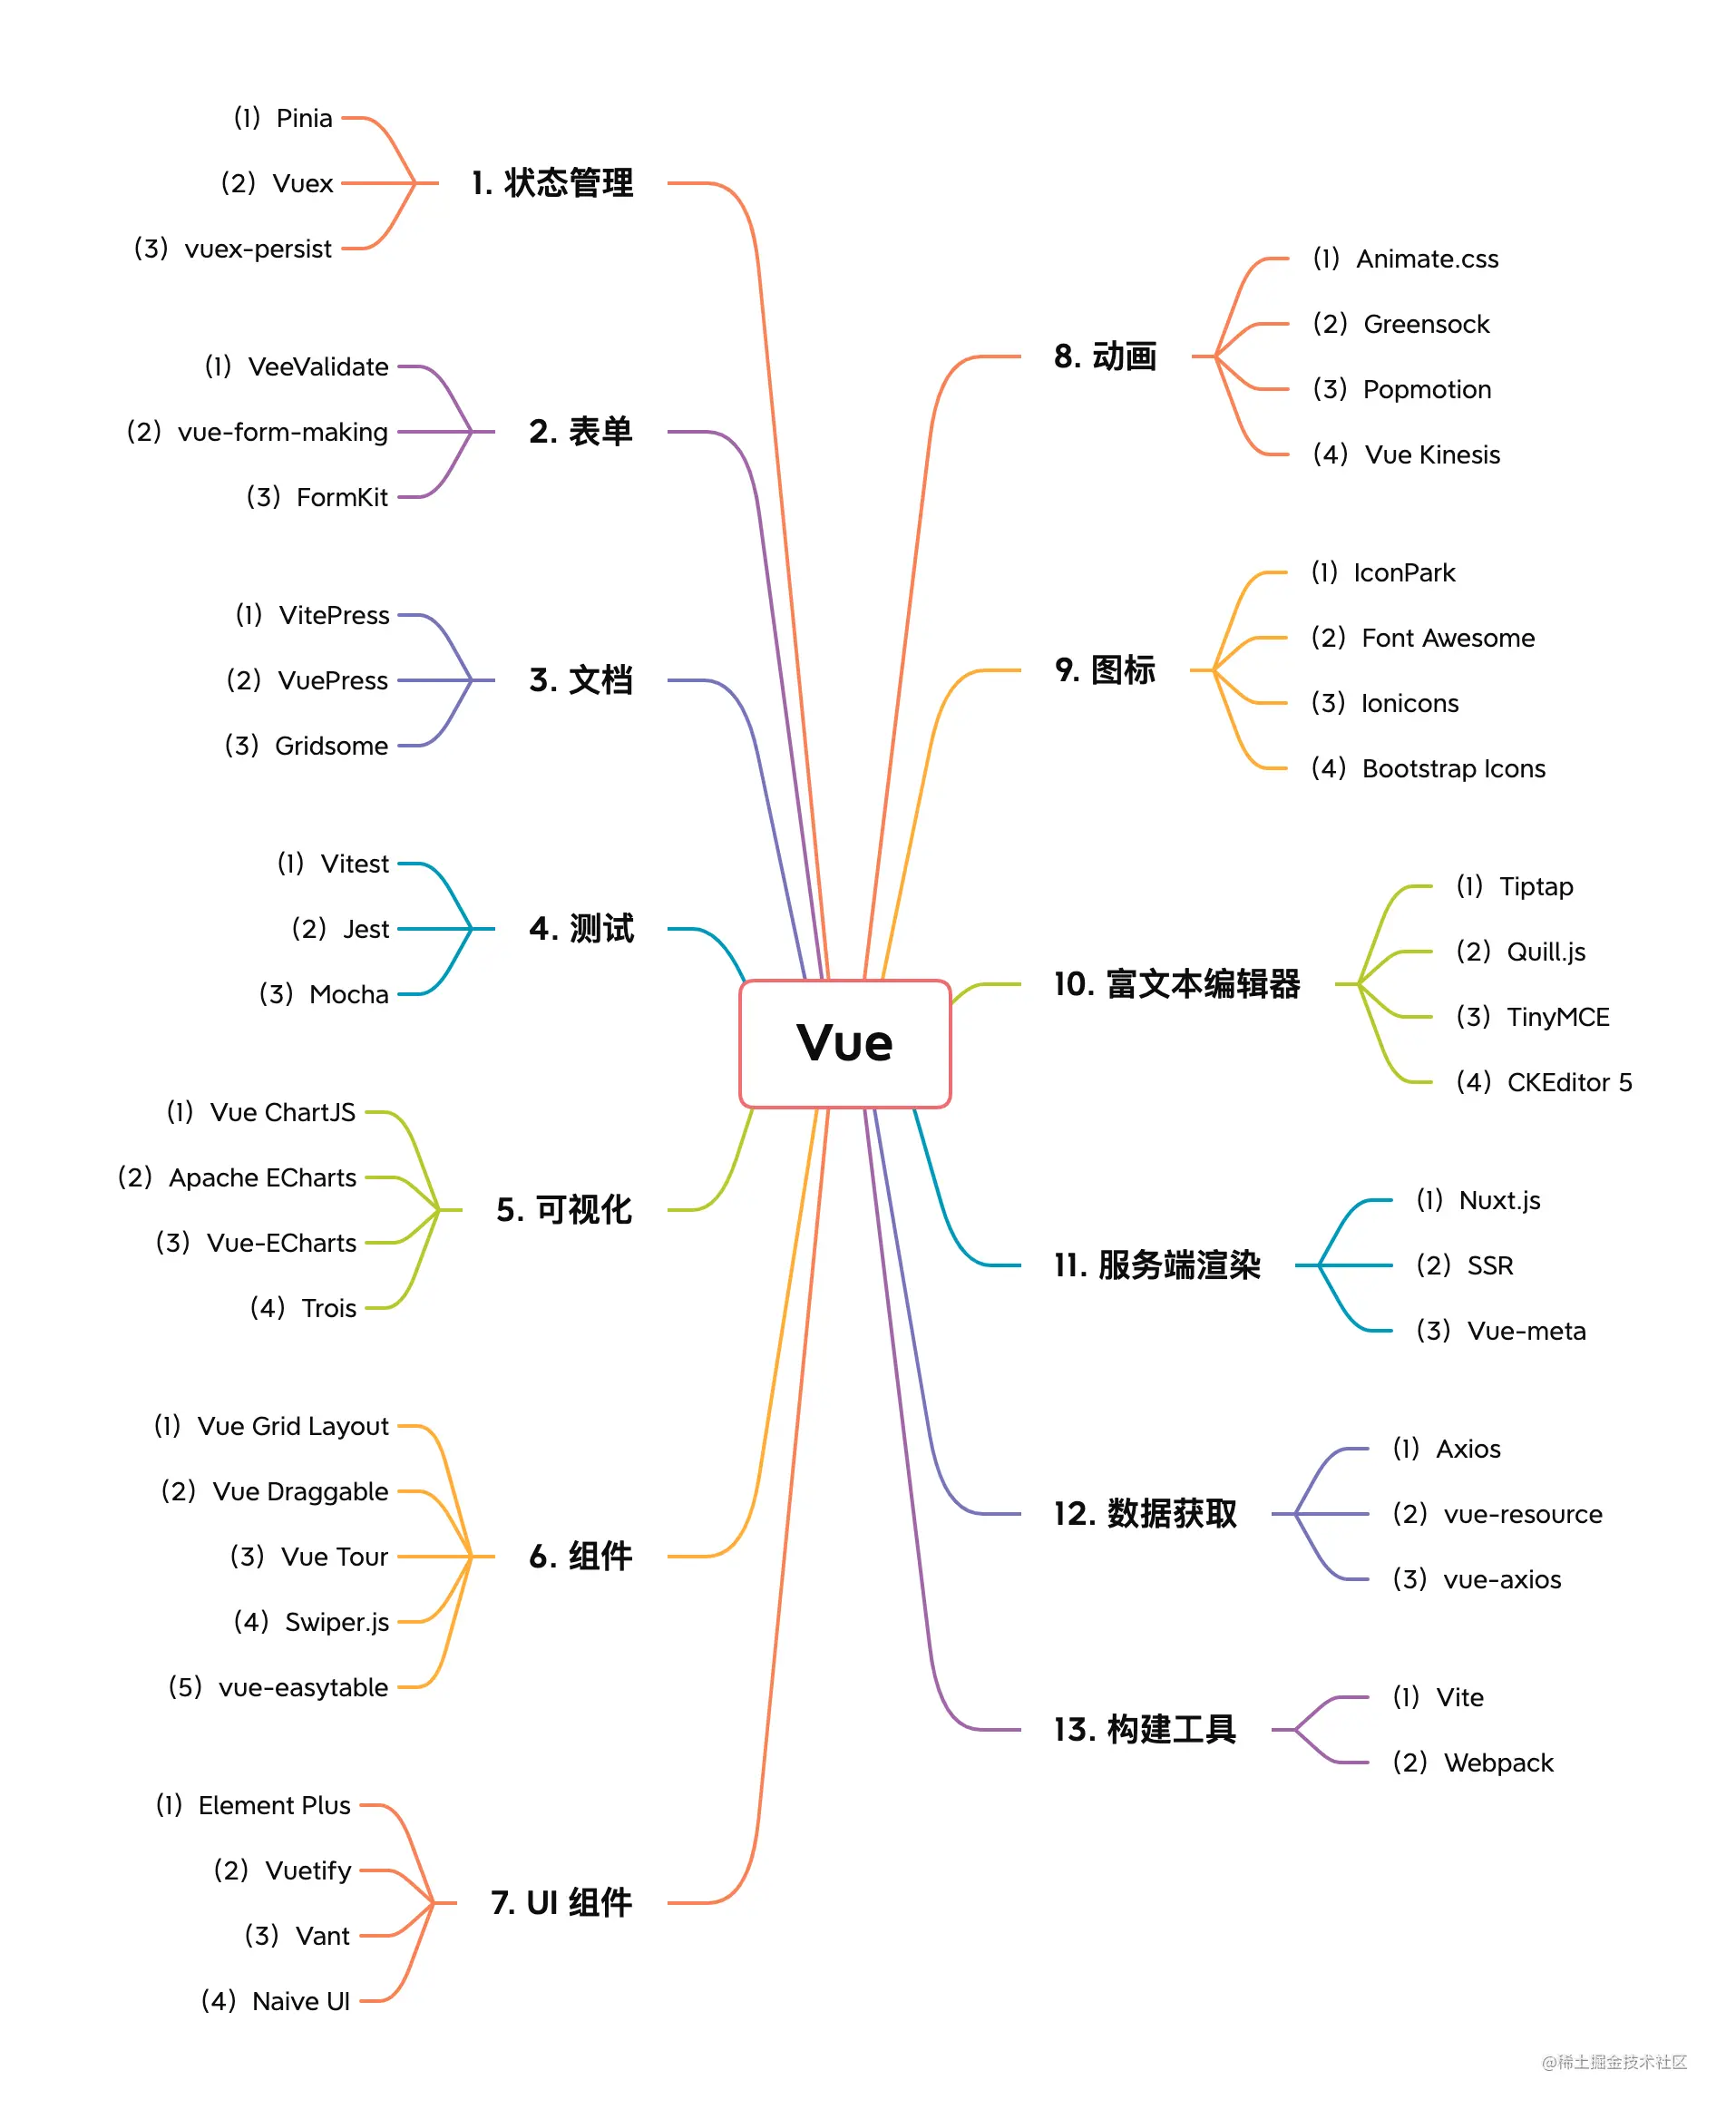 Vue
1. 状态管理
(1) Pinia
(2) Vuex
(3) vuex-persist
2. 表单
(1) VeeValidate
(2) vue-form-making
(3) FormKit
3. 文档
(1) VitePress
(2) VuePress
(3) Gridsome
4. 测试
(1) Vitest
(2) Jest
(3) Mocha
5. 可视化
(1) Vue ChartJS
(2) Apache ECharts
(3) Vue-ECharts
(4) Trois
6. 组件
(1) Vue Grid Layout
(2) Vue Draggable
(3) Vue Tour
(4) Swiper.js
(5) vue-easytable
7. UI 组件
(1) Element Plus
(2) Vuetify
(3) Vant
(4) Naive UI
8. 动画
(1) Animate.css
(2) Greensock
(3) Popmotion
(4) Vue Kinesis
9. 图标
(1) IconPark
(2) Font Awesome
(3) Ionicons
(4) Bootstrap Icons
10. 富文本编辑器
(1) Tiptap
(2) Quill.js
(3) TinyMCE
(4) CKEditor 5
11. 服务端渲染
(1) Nuxt.js
(2) SSR
(3) Vue-meta
12. 数据获取
(1) Axios
(2) vue-resource
(3) vue-axios
13. 构建工具
(1) Vite
(2) Webpack
@稀土掘金技术社区